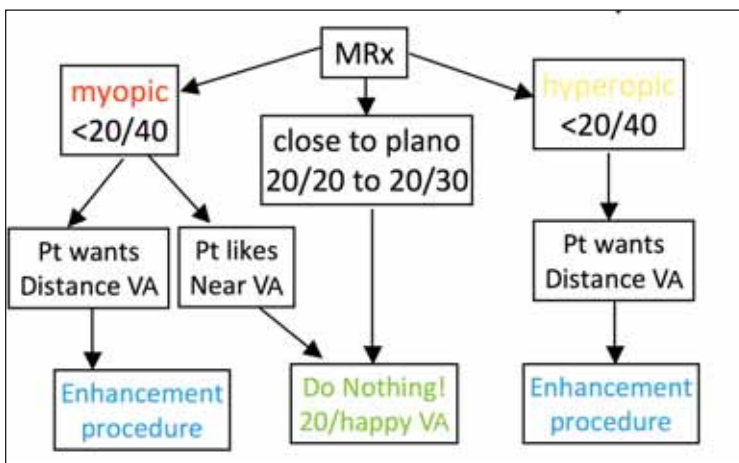 MRx
myopic
<20/40
close to plano
20/20 to 20/30
hyperopic
<20/40
Pt wants
Distance VA
Pt likes
Near VA
Pt wants
Distance VA
Enhancement
procedure
Do Nothing!
20/happy VA
Enhancement
procedure